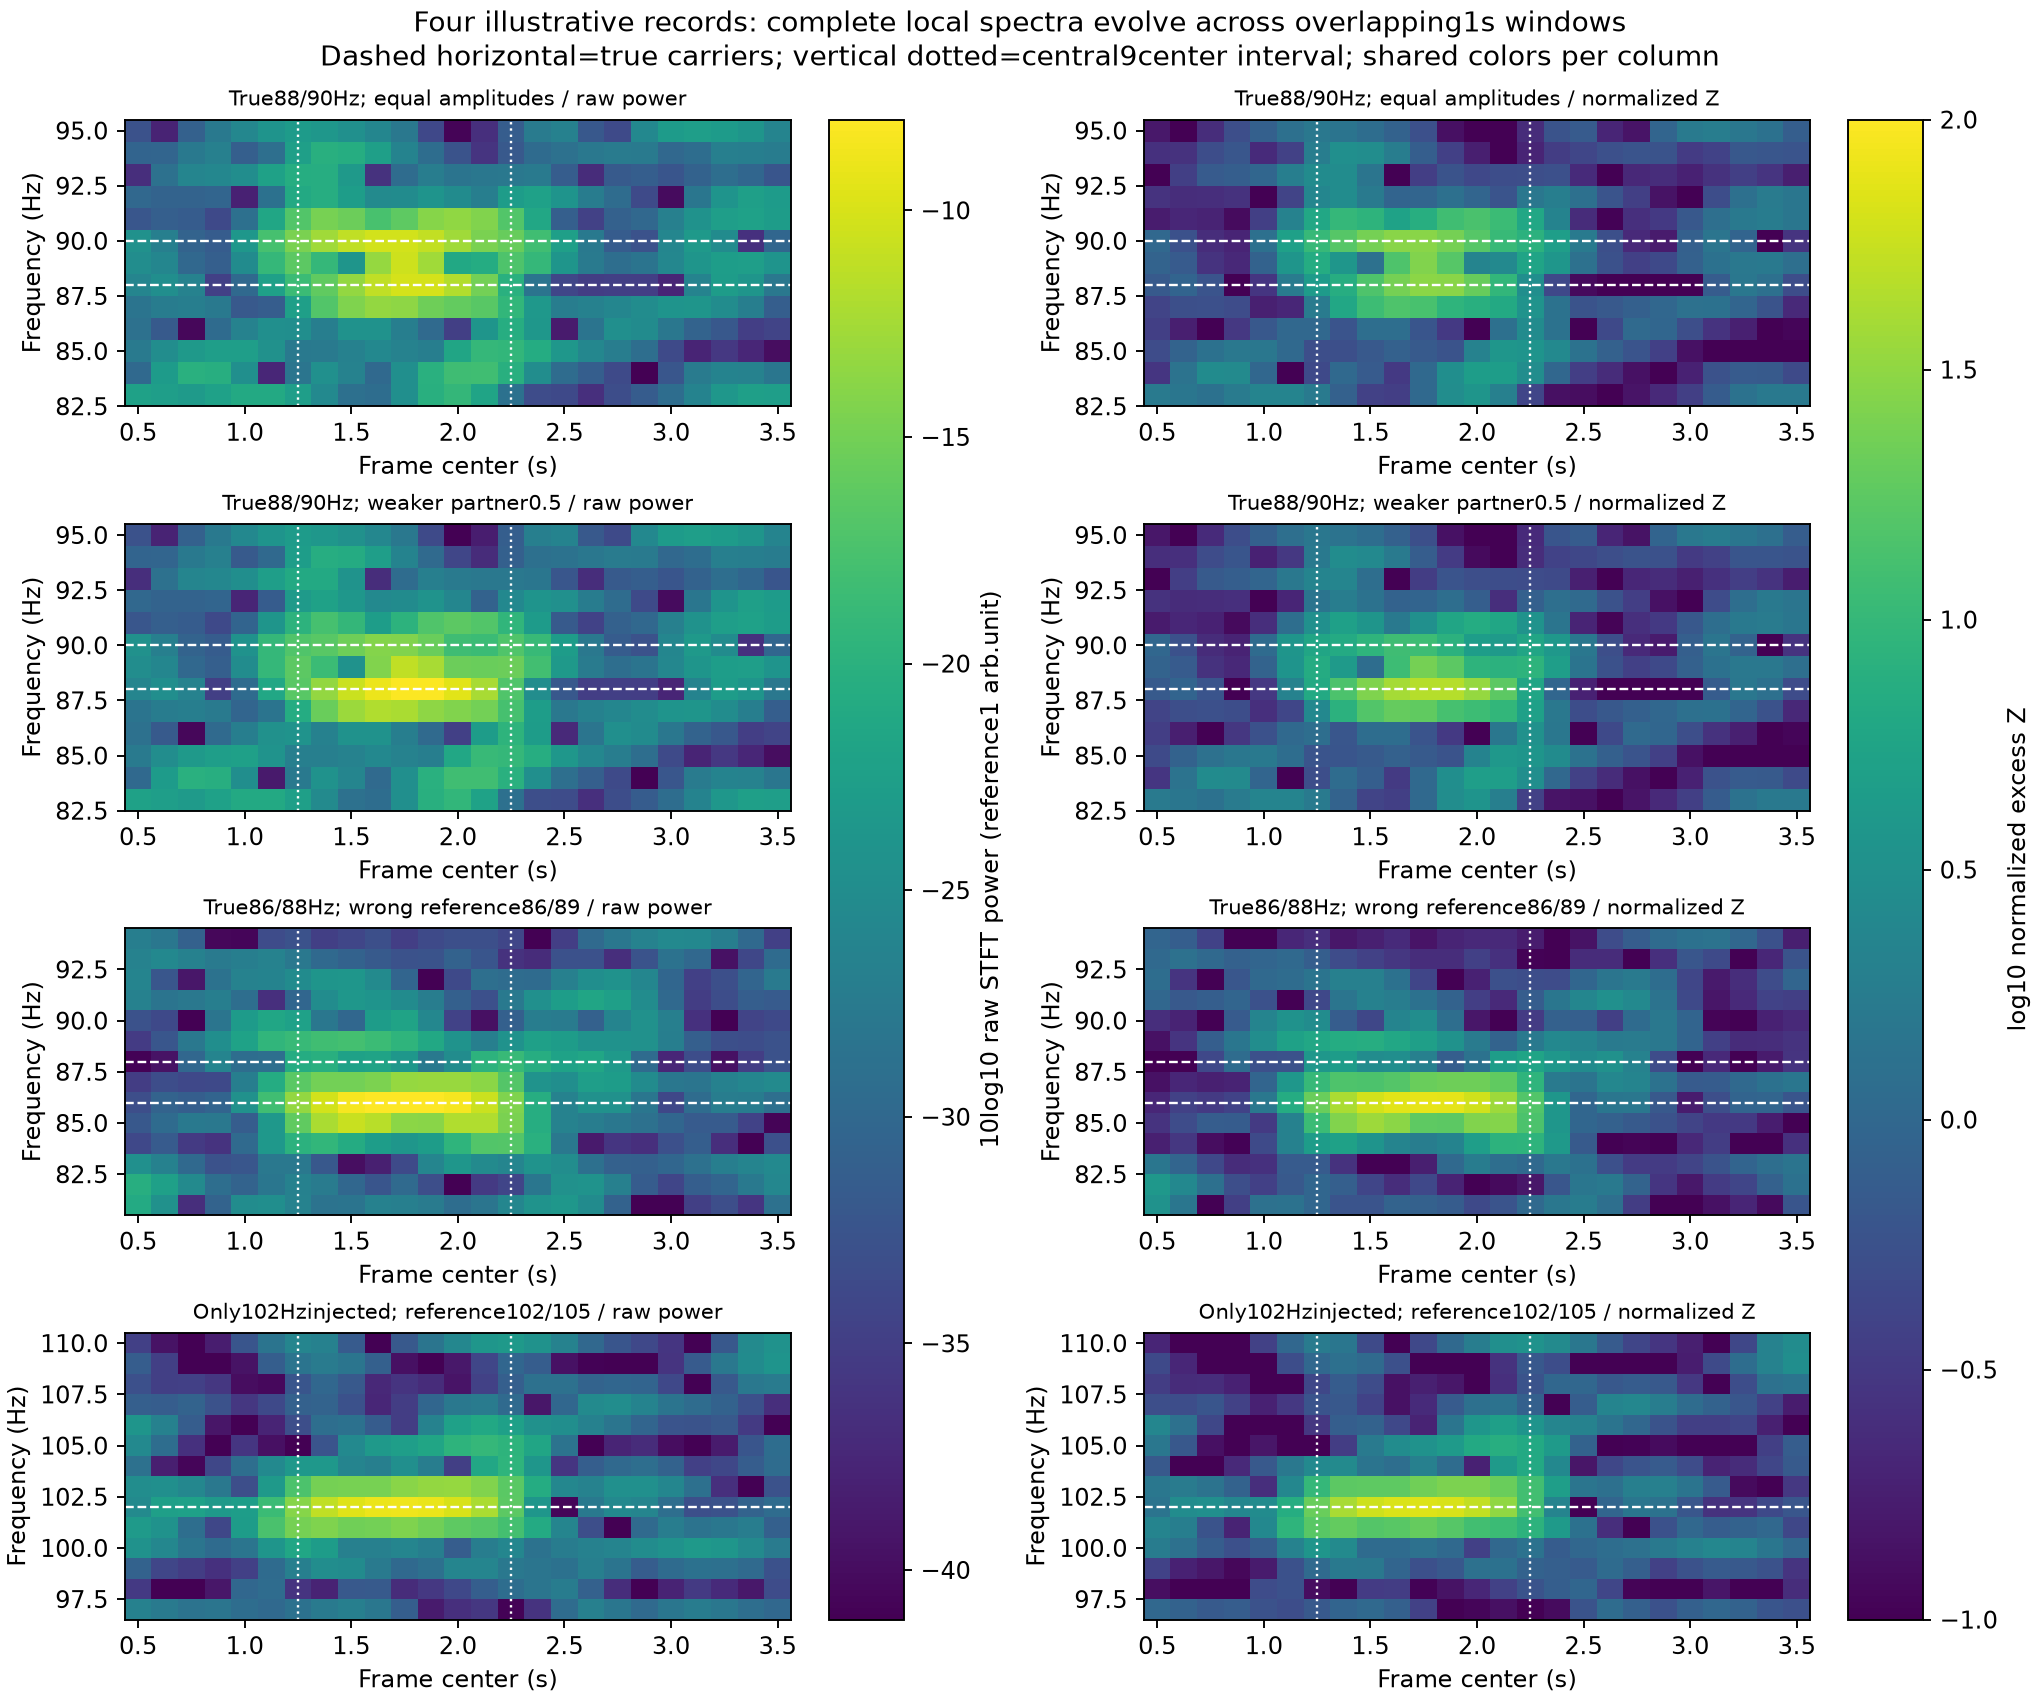 Four illustrative records: complete local spectra evolve across overlapping1s windows
Dashed horizontal=true carriers; vertical dotted=central9center interval; shared colors per column
True88/90Hz; equal amplitudes / raw power
Frequency (Hz)
95.0
92.5
90.0
87.5
85.0
82.5
0.5 1.0 1.5 2.0 2.5 3.0 3.5
Frame center (s)
True88/90Hz; equal amplitudes / normalized Z
Frequency (Hz)
95.0
92.5
90.0
87.5
85.0
82.5
0.5 1.0 1.5 2.0 2.5 3.0 3.5
Frame center (s)
True88/90Hz; weaker partner0.5 / raw power
Frequency (Hz)
95.0
92.5
90.0
87.5
85.0
82.5
0.5 1.0 1.5 2.0 2.5 3.0 3.5
Frame center (s)
True88/90Hz; weaker partner0.5 / normalized Z
Frequency (Hz)
95.0
92.5
90.0
87.5
85.0
82.5
0.5 1.0 1.5 2.0 2.5 3.0 3.5
Frame center (s)
True86/88Hz; wrong reference86/89 / raw power
Frequency (Hz)
92.5
90.0
87.5
85.0
82.5
0.5 1.0 1.5 2.0 2.5 3.0 3.5
Frame center (s)
True86/88Hz; wrong reference86/89 / normalized Z
Frequency (Hz)
92.5
90.0
87.5
85.0
82.5
0.5 1.0 1.5 2.0 2.5 3.0 3.5
Frame center (s)
Only102Hzinjected; reference102/105 / raw power
Frequency (Hz)
110.0
107.5
105.0
102.5
100.0
97.5
0.5 1.0 1.5 2.0 2.5 3.0 3.5
Frame center (s)
Only102Hzinjected; reference102/105 / normalized Z
Frequency (Hz)
110.0
107.5
105.0
102.5
100.0
97.5
0.5 1.0 1.5 2.0 2.5 3.0 3.5
Frame center (s)
−10
−15
−20
−25
−30
−35
−40
10log10 raw STFT power (reference1 arb.unit)
2.0
1.5
1.0
0.5
0.0
−0.5
−1.0
log10 normalized excess Z